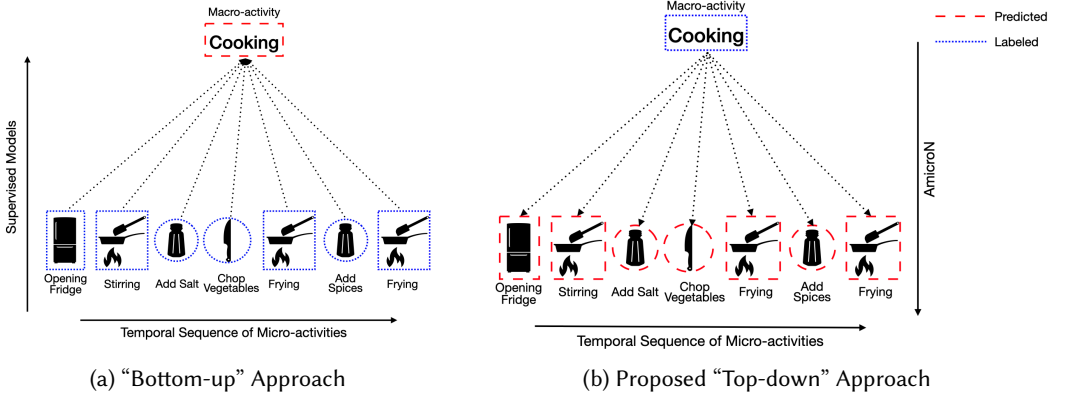 Macro-activity
Cooking
Supervised Models
Opening
Fridge
Stirring
Add Salt
Chop
Vegetables
Frying
Add
Spices
Frying
Temporal Sequence of Micro-activities
(a) “Bottom-up” Approach
Macro-activity
Cooking
Predicted
Labeled
AmicroN
Opening
Fridge
Stirring
Add Salt
Chop
Vegetables
Frying
Add
Spices
Frying
Temporal Sequence of Micro-activities
(b) Proposed “Top-down” Approach